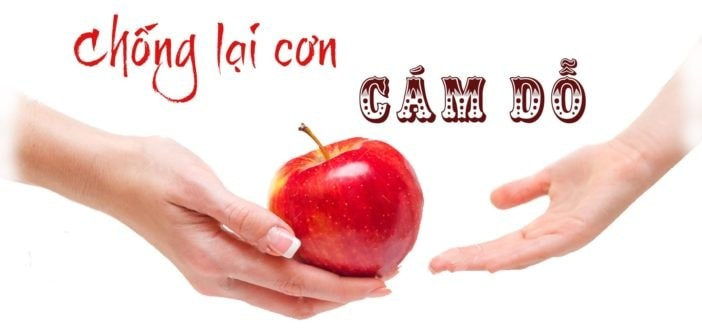 Chống lại cơn
CÁM DỖ